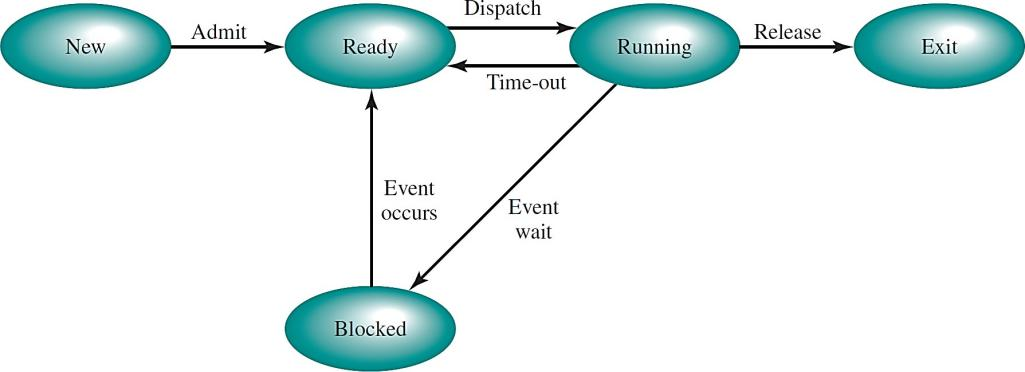 New
Admit
Ready
Dispatch
Time-out
Running
Release
Exit
Event
occurs
Event
wait
Blocked